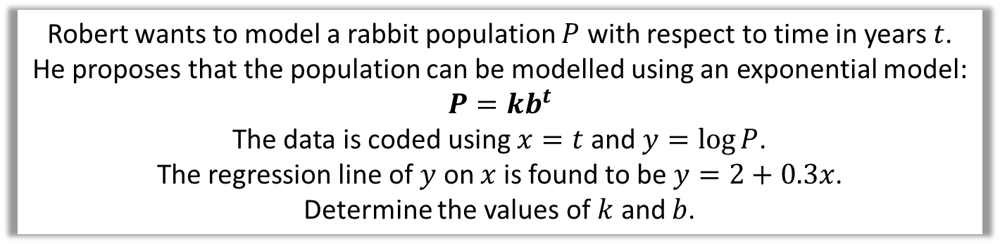 Robert wants to model a rabbit population P with respect to time in years t.
He proposes that the population can be modelled using an exponential model:
P = kbᵗ
The data is coded using x = t and y = log P.
The regression line of y on x is found to be y = 2 + 0.3x.
Determine the values of k and b.